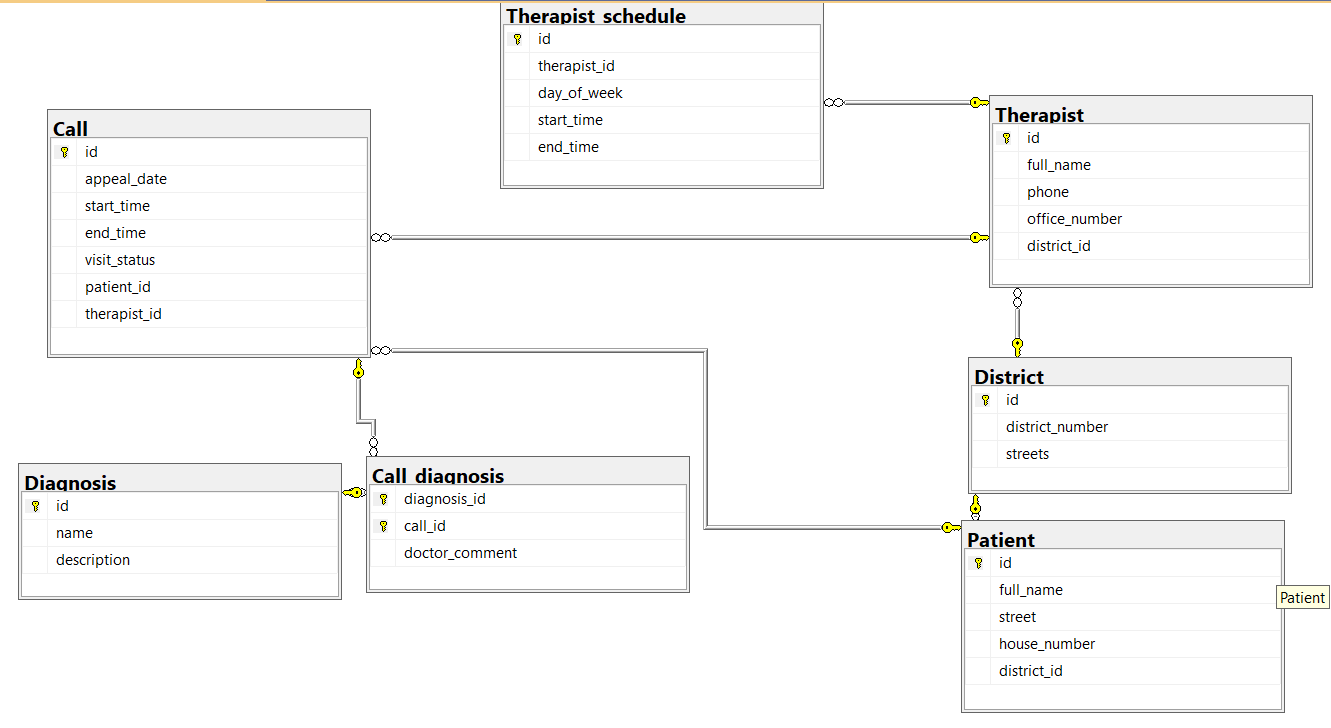 Therapist_schedule
id
therapist_id
day_of_week
start_time
end_time
Call
id
appeal_date
start_time
end_time
visit_status
patient_id
therapist_id
Therapist
id
full_name
phone
office_number
district_id
District
id
district_number
streets
Diagnosis
id
name
description
Call_diagnosis
diagnosis_id
call_id
doctor_comment
Patient
id
full_name
street
house_number
district_id
Patient